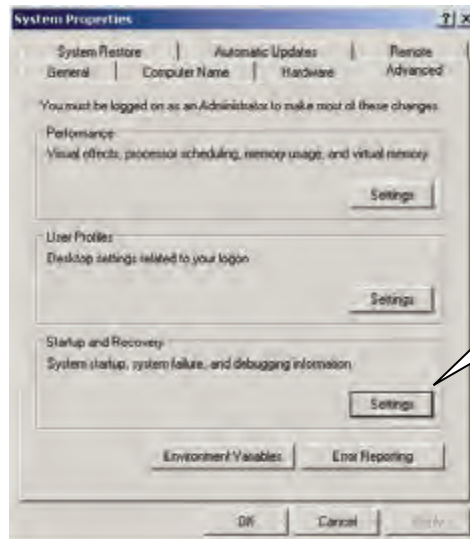 System Properties
System Restore Automatic Updates Remote
General Computer Name Hardware Advanced
You must be logged on as an Administrator to make most of these changes.
Performance
Visual effects, processor scheduling, memory usage, and virtual memory
Settings
User Profiles
Desktop settings related to your logon
Settings
Startup and Recovery
System startup, system failure, and debugging information
Settings
Environment Variables Error Reporting
OK Cancel Apply